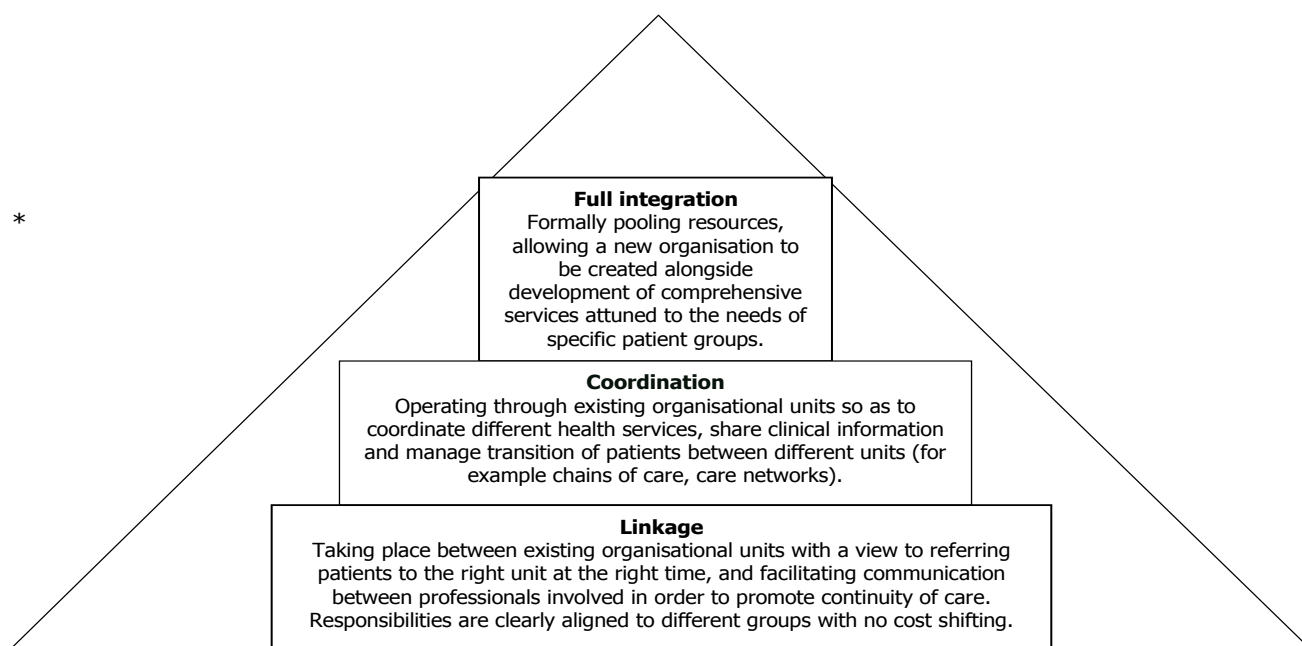 *
Full integration
Formally pooling resources,
allowing a new organisation to
be created alongside
development of comprehensive
services attuned to the needs of
specific patient groups.
Coordination
Operating through existing organisational units so as to
coordinate different health services, share clinical information
and manage transition of patients between different units (for
example chains of care, care networks).
Linkage
Taking place between existing organisational units with a view to referring
patients to the right unit at the right time, and facilitating communication
between professionals involved in order to promote continuity of care.
Responsibilities are clearly aligned to different groups with no cost shifting.